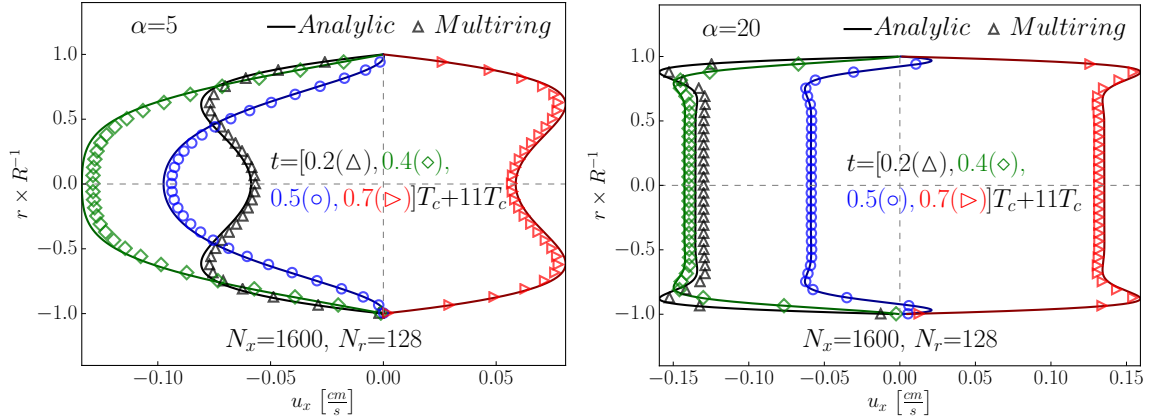 α=5 Analytic Multiring
1.0
0.5
0.0
−0.5
−1.0
r × R⁻¹
t=[0.2(△), 0.4(◇),
0.5(○), 0.7(▷)]T_c+11T_c
N_x=1600, N_r=128
−0.10 −0.05 0.00 0.05
u_x [cm/s]
α=20 Analytic Multiring
1.0
0.5
0.0
−0.5
−1.0
r × R⁻¹
t=[0.2(△), 0.4(◇),
0.5(○), 0.7(▷)]T_c+11T_c
N_x=1600, N_r=128
−0.15 −0.10 −0.05 0.00 0.05 0.10 0.15
u_x [cm/s]